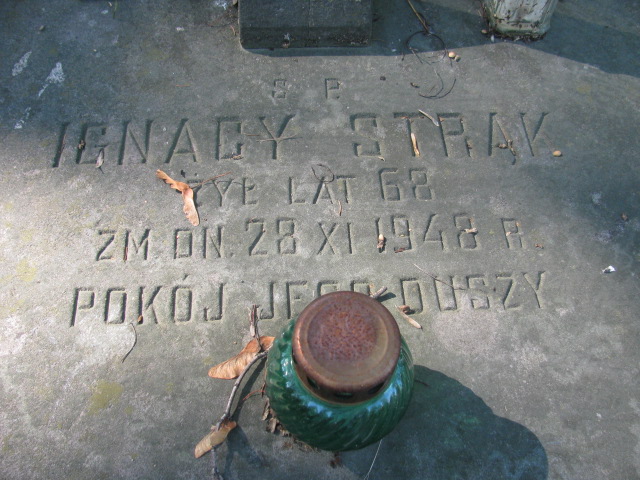 S P
IGNACY STRAK
ŻYŁ LAT 68
ZM. DN. 28 XI 1948 R
POKÓJ JEGO DUSZY